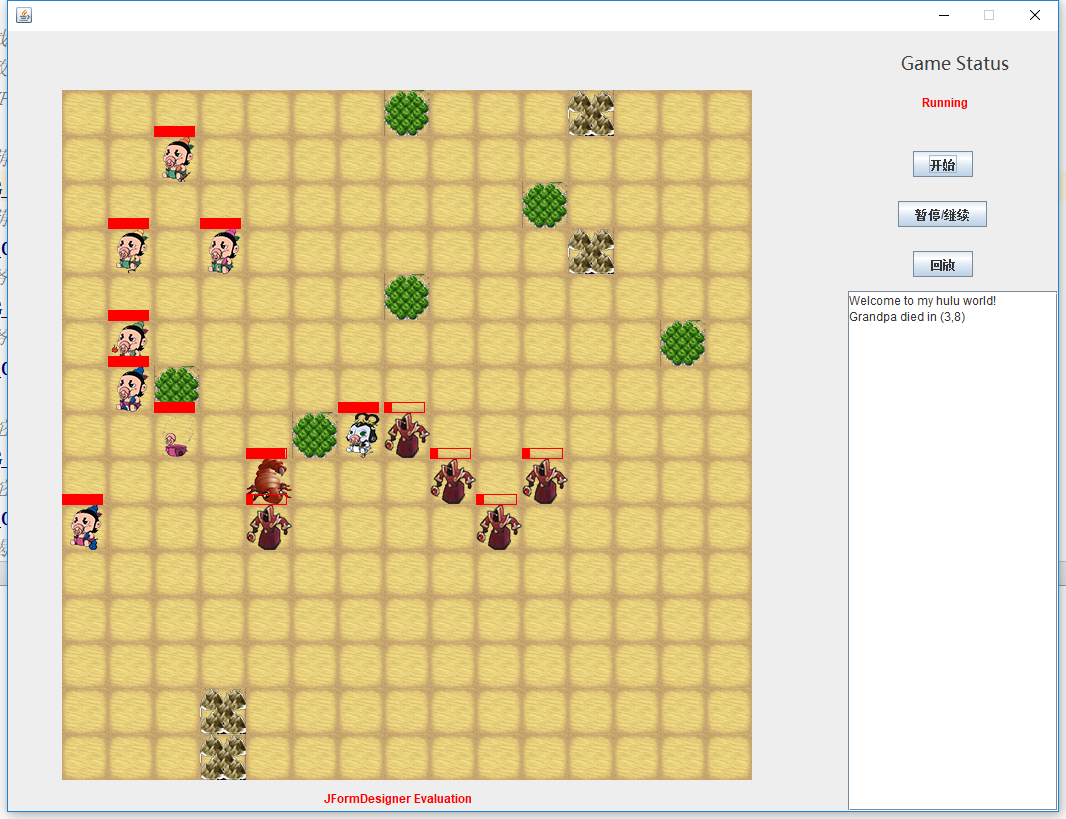 Game Status
Running
开始
暂停/继续
回放
Welcome to my hulu world!
Grandpa died in (3,8)
JFormDesigner Evaluation